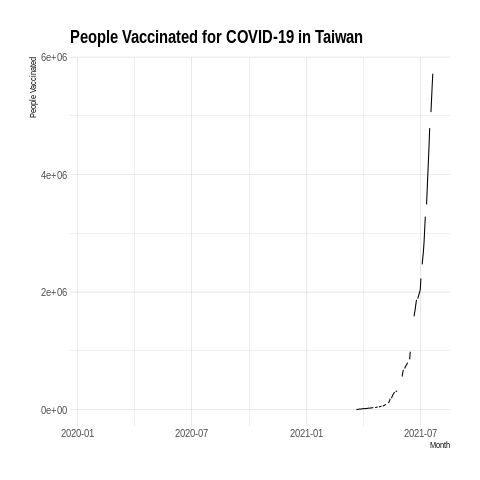 People Vaccinated for COVID-19 in Taiwan
People Vaccinated
6e+06
4e+06
2e+06
0e+00
2020-01 2020-07 2021-01 2021-07
Month